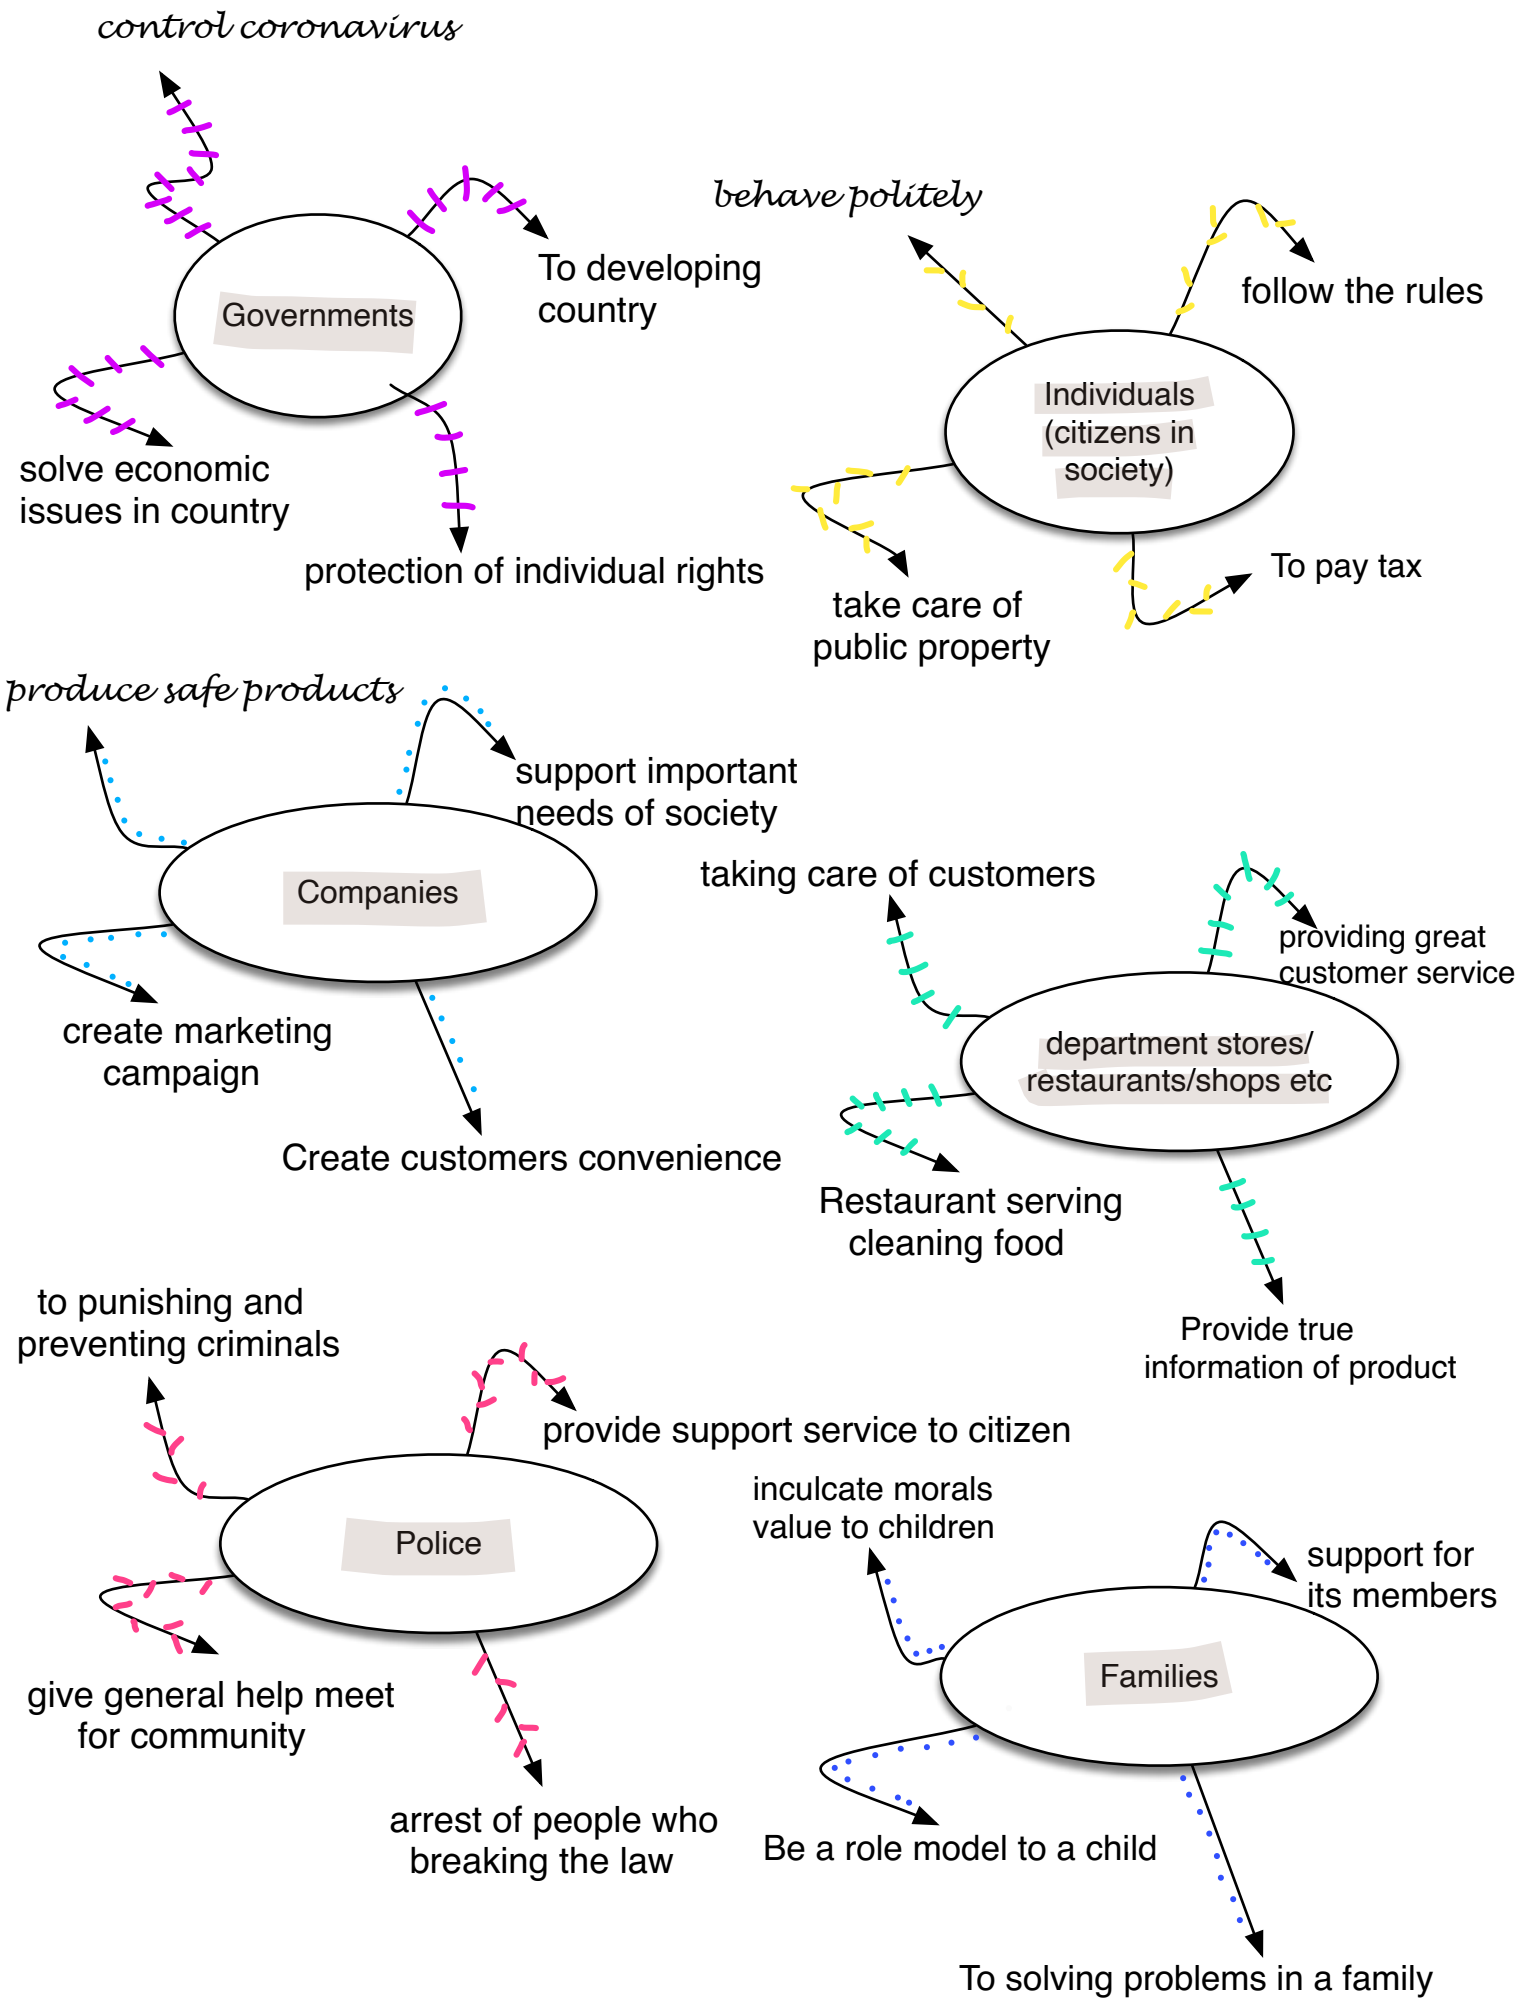 control coronavirus
Governments
To developing
country
solve economic
issues in country
protection of individual rights
behave politely
follow the rules
Individuals
(citizens in
society)
take care of
public property
To pay tax
produce safe products
support important
needs of society
Companies
create marketing
campaign
Create customers convenience
taking care of customers
providing great
customer service
department stores/
restaurants/shops etc
Restaurant serving
cleaning food
Provide true
information of product
to punishing and
preventing criminals
provide support service to citizen
Police
give general help meet
for community
arrest of people who
breaking the law
inculcate morals
value to children
support for
its members
Families
Be a role model to a child
To solving problems in a family